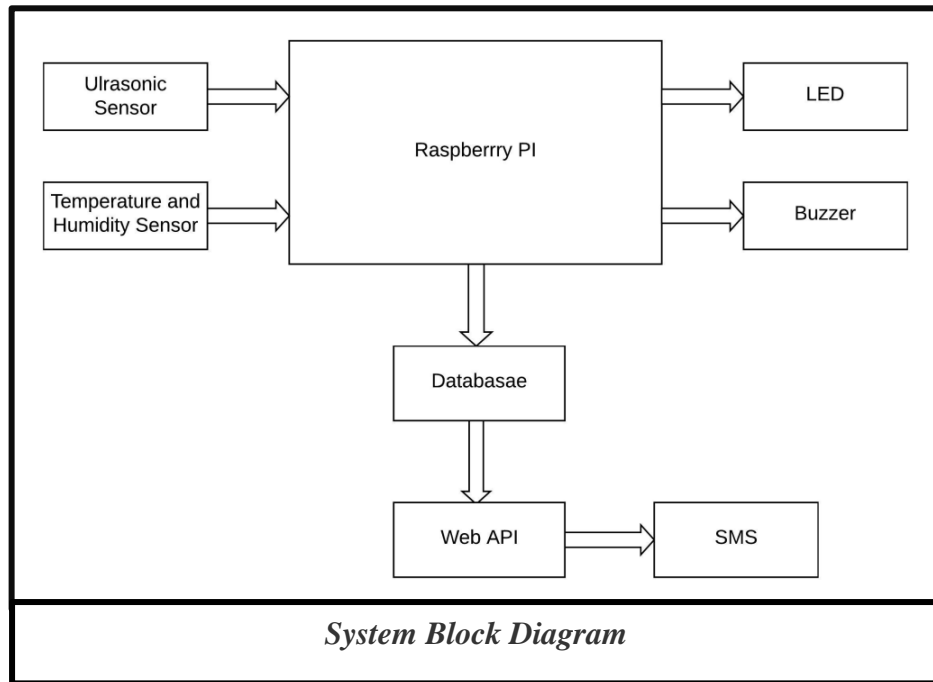 Ulrasonic
Sensor
Temperature and
Humidity Sensor
Raspberrry PI
LED
Buzzer
Databasae
Web API
SMS
System Block Diagram